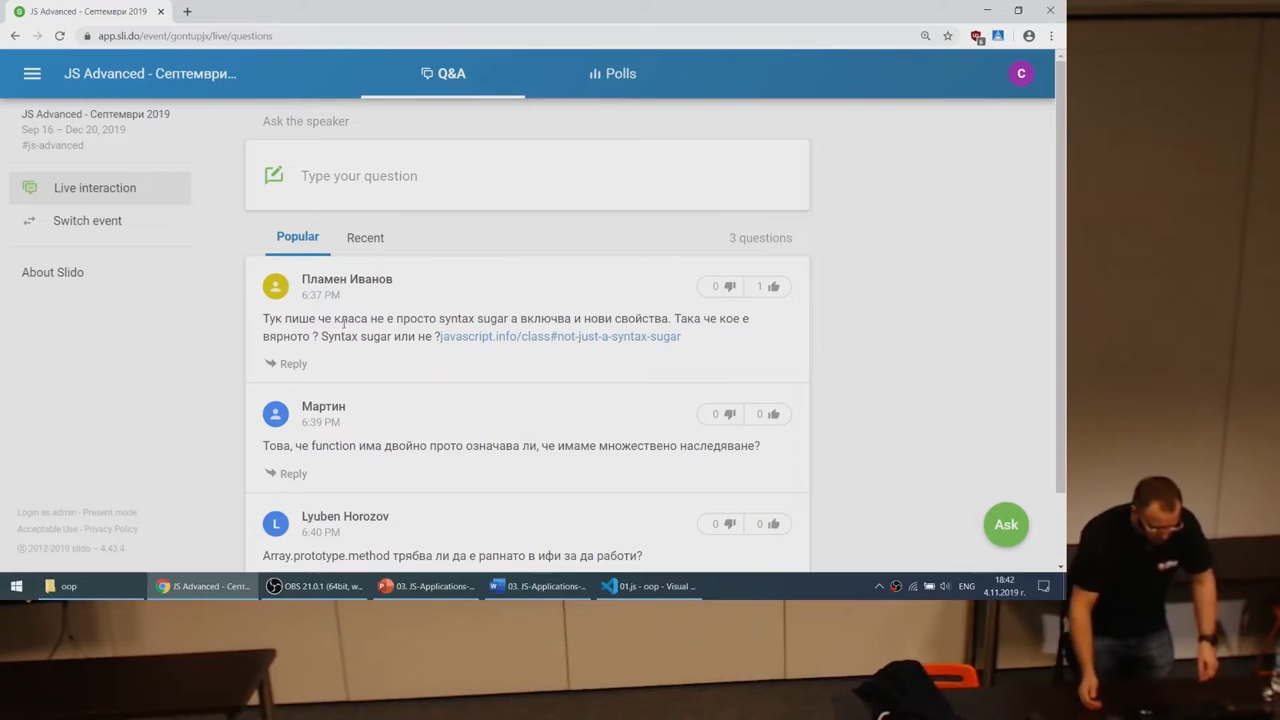 JS Advanced - Септември 2019
app.sli.do/event/gontupjx/live/questions
JS Advanced - Септември...
Q&A
Polls
C
JS Advanced - Септември 2019
Sep 16 – Dec 20, 2019
#js-advanced
Live interaction
Switch event
About Slido
Ask the speaker
Type your question
Popular
Recent
3 questions
Пламен Иванов
6:37 PM
0
1
Тук пише че класа не е просто syntax sugar а включва и нови свойства. Така че кое е
вярното ? Syntax sugar или не ?javascript.info/class#not-just-a-syntax-sugar
Reply
Мартин
6:39 PM
0
0
Това, че function има двойно прото означава ли, че имаме множествено наследяване?
Reply
L
Lyuben Horozov
6:40 PM
0
0
Array.prototype.method трябва ли да е рапнато в ифи за да работи?
Ask
Login as admin - Present mode
Acceptable Use - Privacy Policy
© 2012-2019 slido – 4.43.4
oop
JS Advanced - Септ...
OBS 21.0.1 (64bit, w...
03. JS-Applications-...
03. JS-Applications-...
01.js - oop - Visual ...
ЕНГ
18:42
4.11.2019 г.